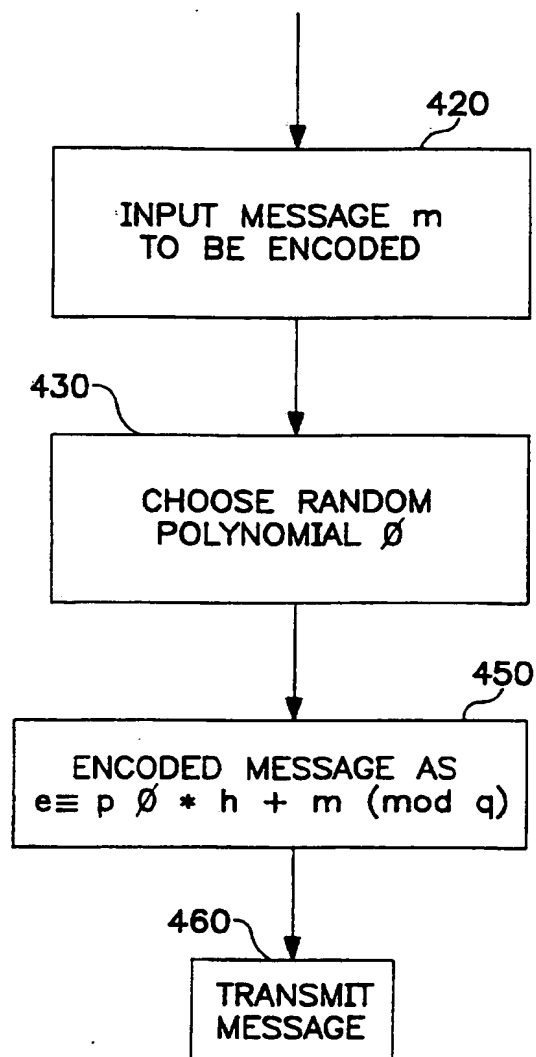 420
INPUT MESSAGE m
TO BE ENCODED
430
CHOOSE RANDOM
POLYNOMIAL Ø
450
ENCODED MESSAGE AS
e≡ p Ø * h + m (mod q)
460
TRANSMIT
MESSAGE